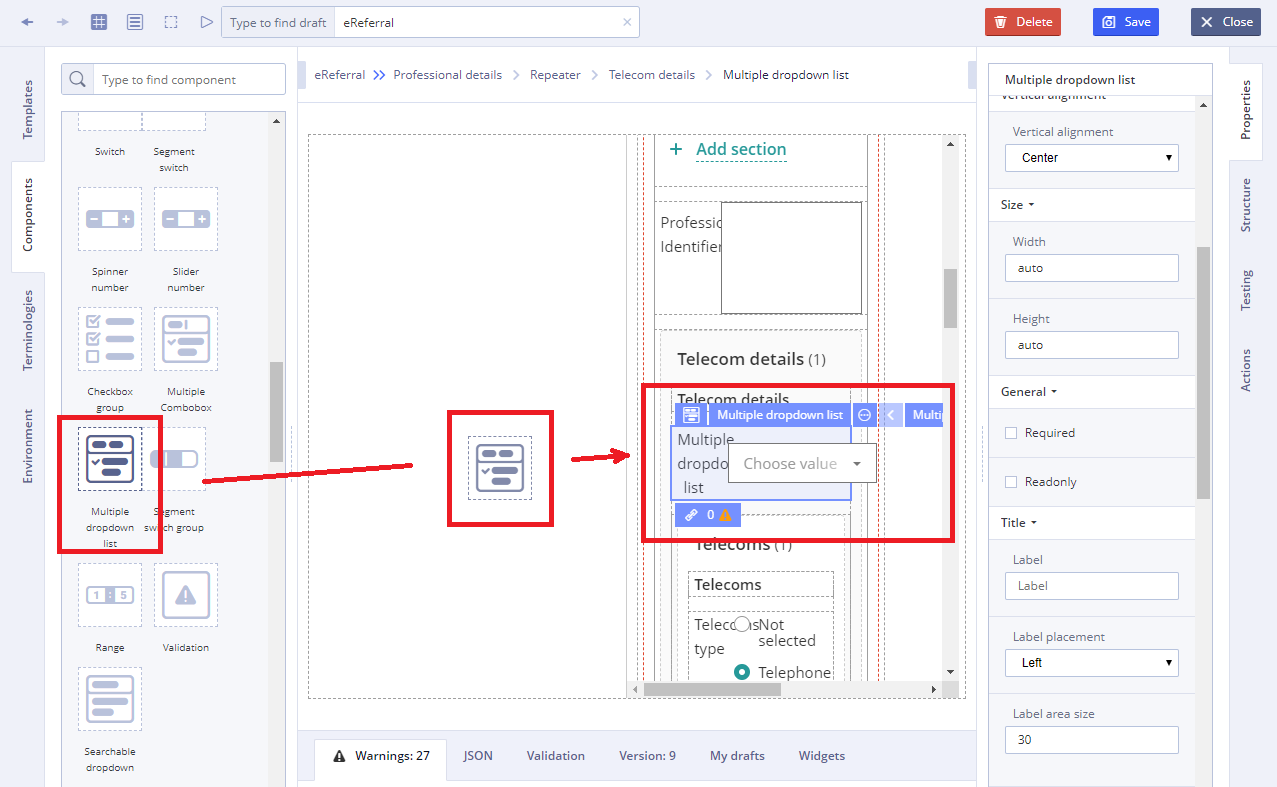 Type to find draft
eReferral
×
Delete
Save
Close
Templates
Components
Terminologies
Environment
Type to find component
Switch
Segment
switch
Spinner
number
Slider
number
Checkbox
group
Multiple
Combobox
Multiple
dropdown
list
Segment
switch group
1 : 5
Range
Validation
Searchable
dropdown
eReferral
Professional details
Repeater
Telecom details
Multiple dropdown list
+ Add section
Professic
Identifier
Telecom details (1)
Telecom details
Multiple dropdown list
Multi
Multiple
dropdo
list
Choose value
0
Telecoms (1)
Telecoms
Telecoms
type
Not
selected
Telephone
Warnings: 27
JSON
Validation
Version: 9
My drafts
Widgets
Multiple dropdown list
Vertical alignment
Vertical alignment
Center
Size
Width
auto
Height
auto
General
Required
Readonly
Title
Label
Label
Label placement
Left
Label area size
30
Properties
Structure
Testing
Actions